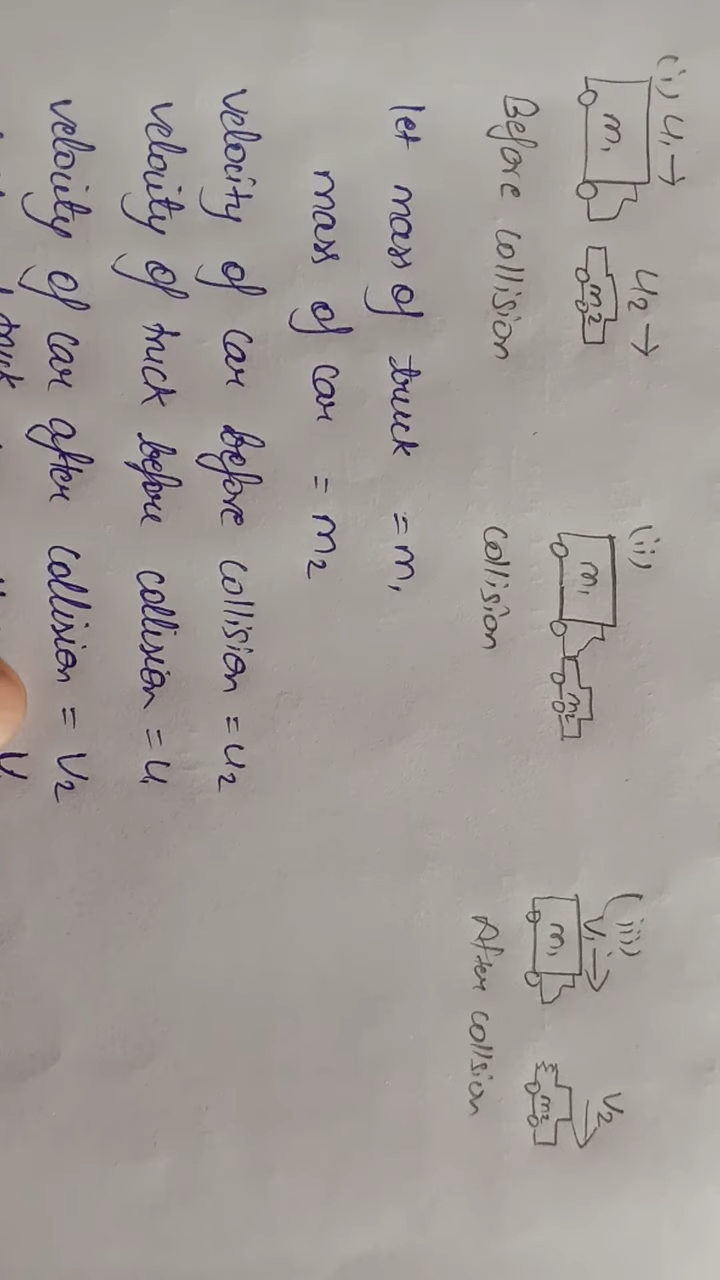 (i) u₁→ u₂→ (ii) (iii) v₁→ v₂→
m₁ m2 m₁ m₂ m₁ m₂
Before collision collision After collsion
let mass of truck = m₁
mass of car = m₂
velocity of car before collision = u₂
velocity of truck before collision = u₁
velocity of car after collision = v₂
truck